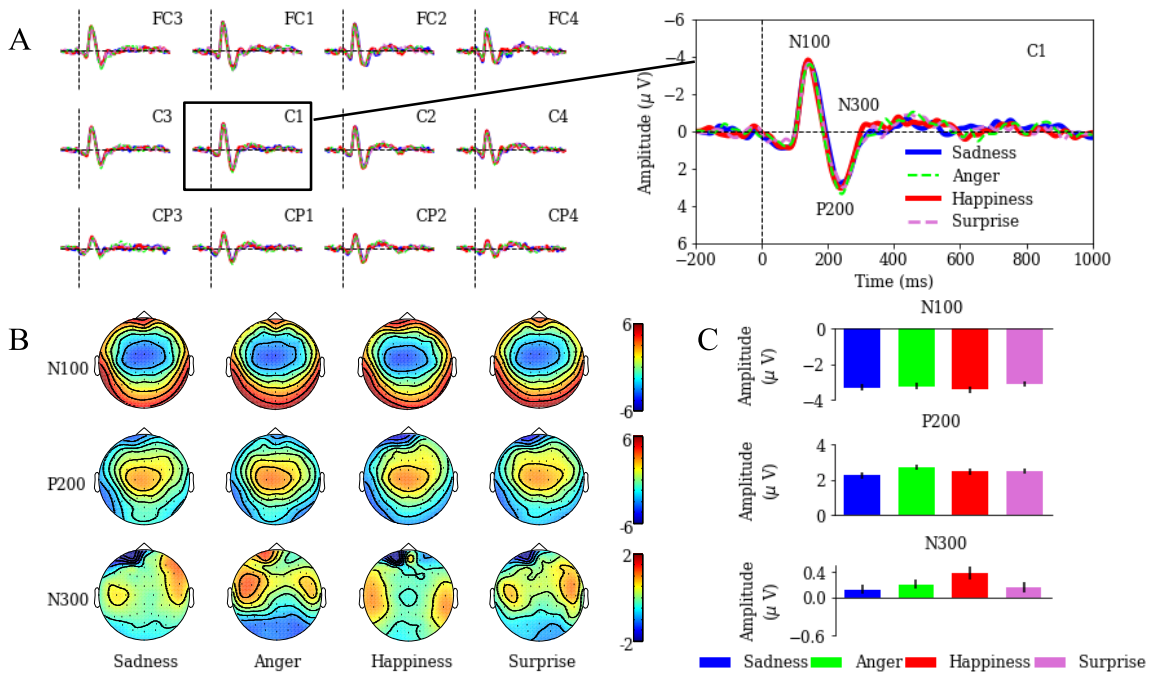 A
FC3 FC1 FC2 FC4
C3 C1 C2 C4
CP3 CP1 CP2 CP4
−6
−4
−2
0
2
4
6
Amplitude (μ V)
N100
N300
P200
C1
Sadness
Anger
Happiness
Surprise
−200 0 200 400 600 800 1000
Time (ms)
B
N100
6
-6
P200
6
-6
N300
2
-2
Sadness Anger Happiness Surprise
C
N100
Amplitude
(μ V)
0
−2
−4
P200
Amplitude
(μ V)
4
2
0
N300
Amplitude
(μ V)
0.4
0.0
−0.6
Sadness Anger Happiness Surprise